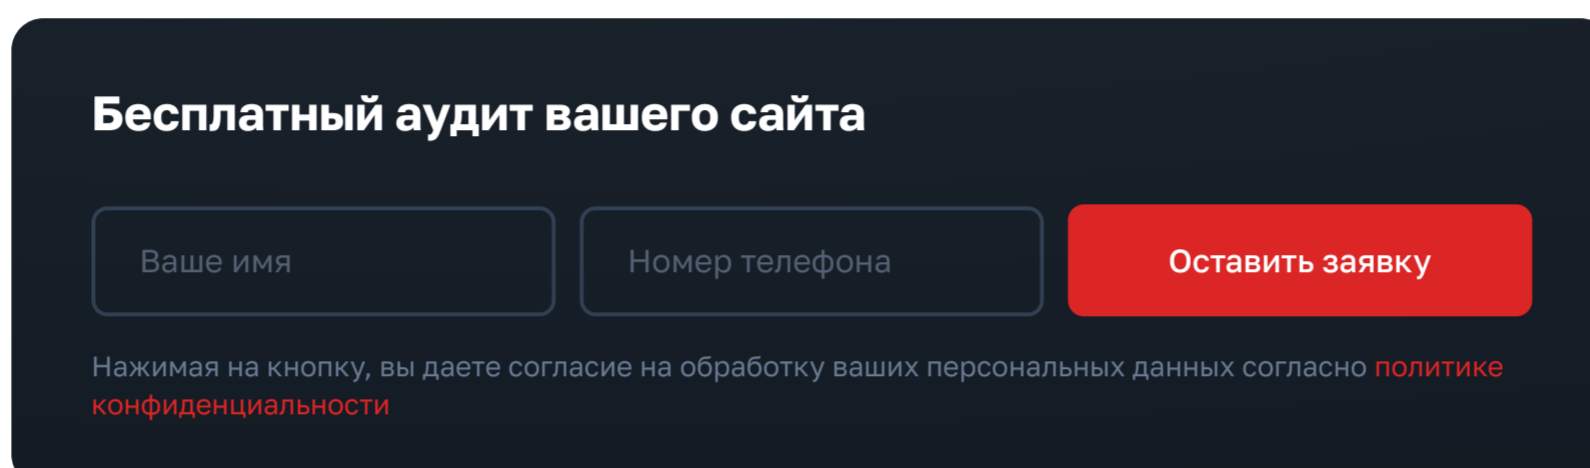 Бесплатный аудит вашего сайта
Ваше имя
Номер телефона
Оставить заявку
Нажимая на кнопку, вы даете согласие на обработку ваших персональных данных согласно политике
конфиденциальности